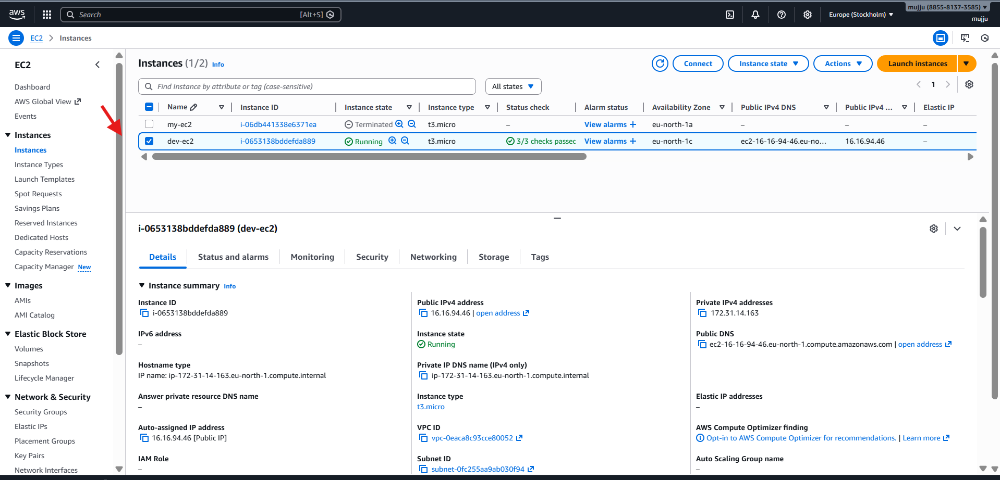 aws
Search [Alt+S]
Europe (Stockholm)
mujju (8855-8137-3585)
mujju
EC2 > Instances
EC2
Dashboard
AWS Global View
Events
Instances
Instances
Instance Types
Launch Templates
Spot Requests
Savings Plans
Reserved Instances
Dedicated Hosts
Capacity Reservations
Capacity Manager New
Images
AMIs
AMI Catalog
Elastic Block Store
Volumes
Snapshots
Lifecycle Manager
Network & Security
Security Groups
Elastic IPs
Placement Groups
Key Pairs
Network Interfaces
Instances (1/2) Info
Connect
Instance state
Actions
Launch instances
Find Instance by attribute or tag (case-sensitive)
All states
1
Name Instance ID Instance state Instance type Status check Alarm status Availability Zone Public IPv4 DNS Public IPv4 ... Elastic IP
my-ec2 i-06db441338e6371ea Terminated t3.micro – View alarms + eu-north-1a – – –
dev-ec2 i-0653138bddefda889 Running t3.micro 3/3 checks passec View alarms + eu-north-1c ec2-16-16-94-46.eu-no... 16.16.94.46 –
i-0653138bddefda889 (dev-ec2)
Details Status and alarms Monitoring Security Networking Storage Tags
Instance summary Info
Instance ID
i-0653138bddefda889
Public IPv4 address
16.16.94.46 | open address
Private IPv4 addresses
172.31.14.163
IPv6 address
–
Instance state
Running
Public DNS
ec2-16-16-94-46.eu-north-1.compute.amazonaws.com | open address
Hostname type
IP name: ip-172-31-14-163.eu-north-1.compute.internal
Private IP DNS name (IPv4 only)
ip-172-31-14-163.eu-north-1.compute.internal
Answer private resource DNS name
–
Instance type
t3.micro
Elastic IP addresses
–
Auto-assigned IP address
16.16.94.46 [Public IP]
VPC ID
vpc-0eaca8c93cce80052
AWS Compute Optimizer finding
Opt-in to AWS Compute Optimizer for recommendations. | Learn more
IAM Role
–
Subnet ID
subnet-0fc255aa9ab030f94
Auto Scaling Group name
–